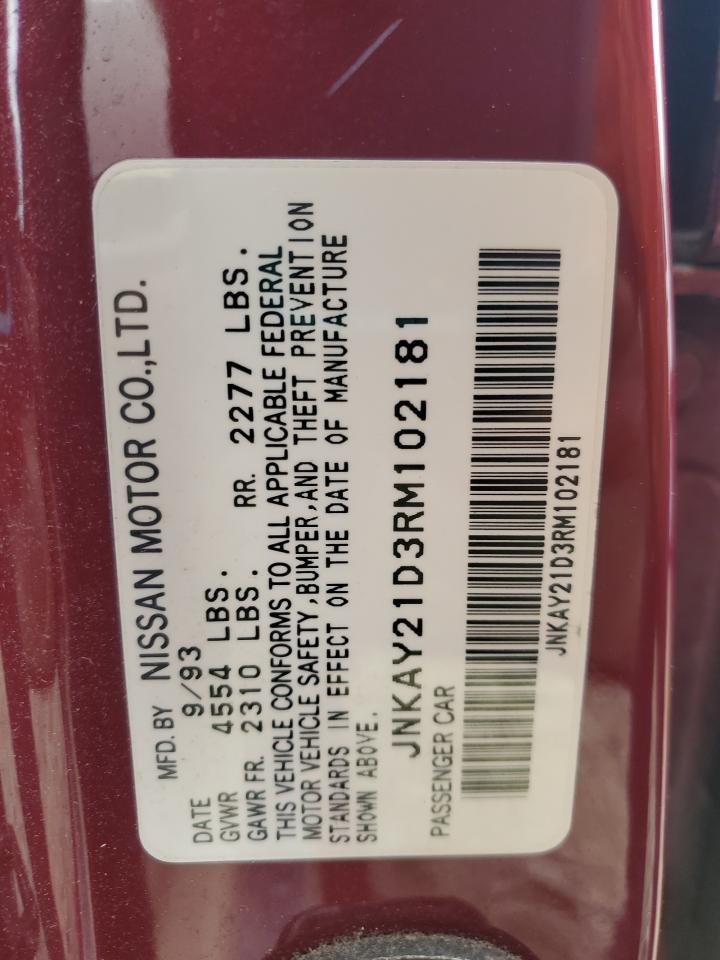 MFD. BY NISSAN MOTOR CO.,LTD.
DATE 9/93
GVWR 4554 LBS.
GAWR FR. 2310 LBS. RR. 2277 LBS.
THIS VEHICLE CONFORMS TO ALL APPLICABLE FEDERAL
MOTOR VEHICLE SAFETY,BUMPER,AND THEFT PREVENTION
STANDARDS IN EFFECT ON THE DATE OF MANUFACTURE
SHOWN ABOVE.
JNKAY21D3RM102181
PASSENGER CAR
JNKAY21D3RM102181